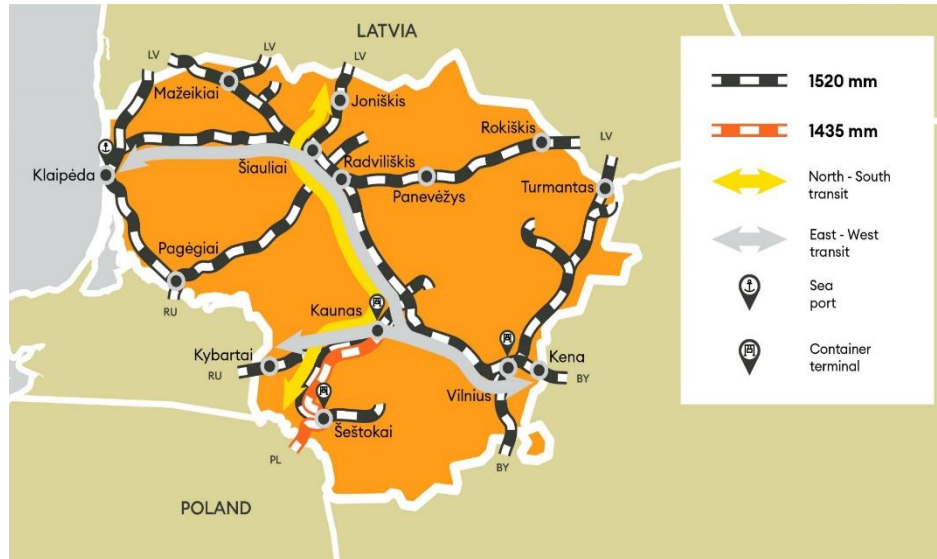 LATVIA
LV
LV
LV
Mažeikiai
Joniškis
Rokiškis
LV
Klaipėda
Šiauliai
Radviliškis
Panevėžys
Turmantas
Pagėgiai
RU
Kaunas
Kybartai
RU
Kena
BY
Vilnius
Šeštokai
PL
BY
POLAND
1520 mm
1435 mm
North - South
transit
East - West
transit
Sea
port
Container
terminal